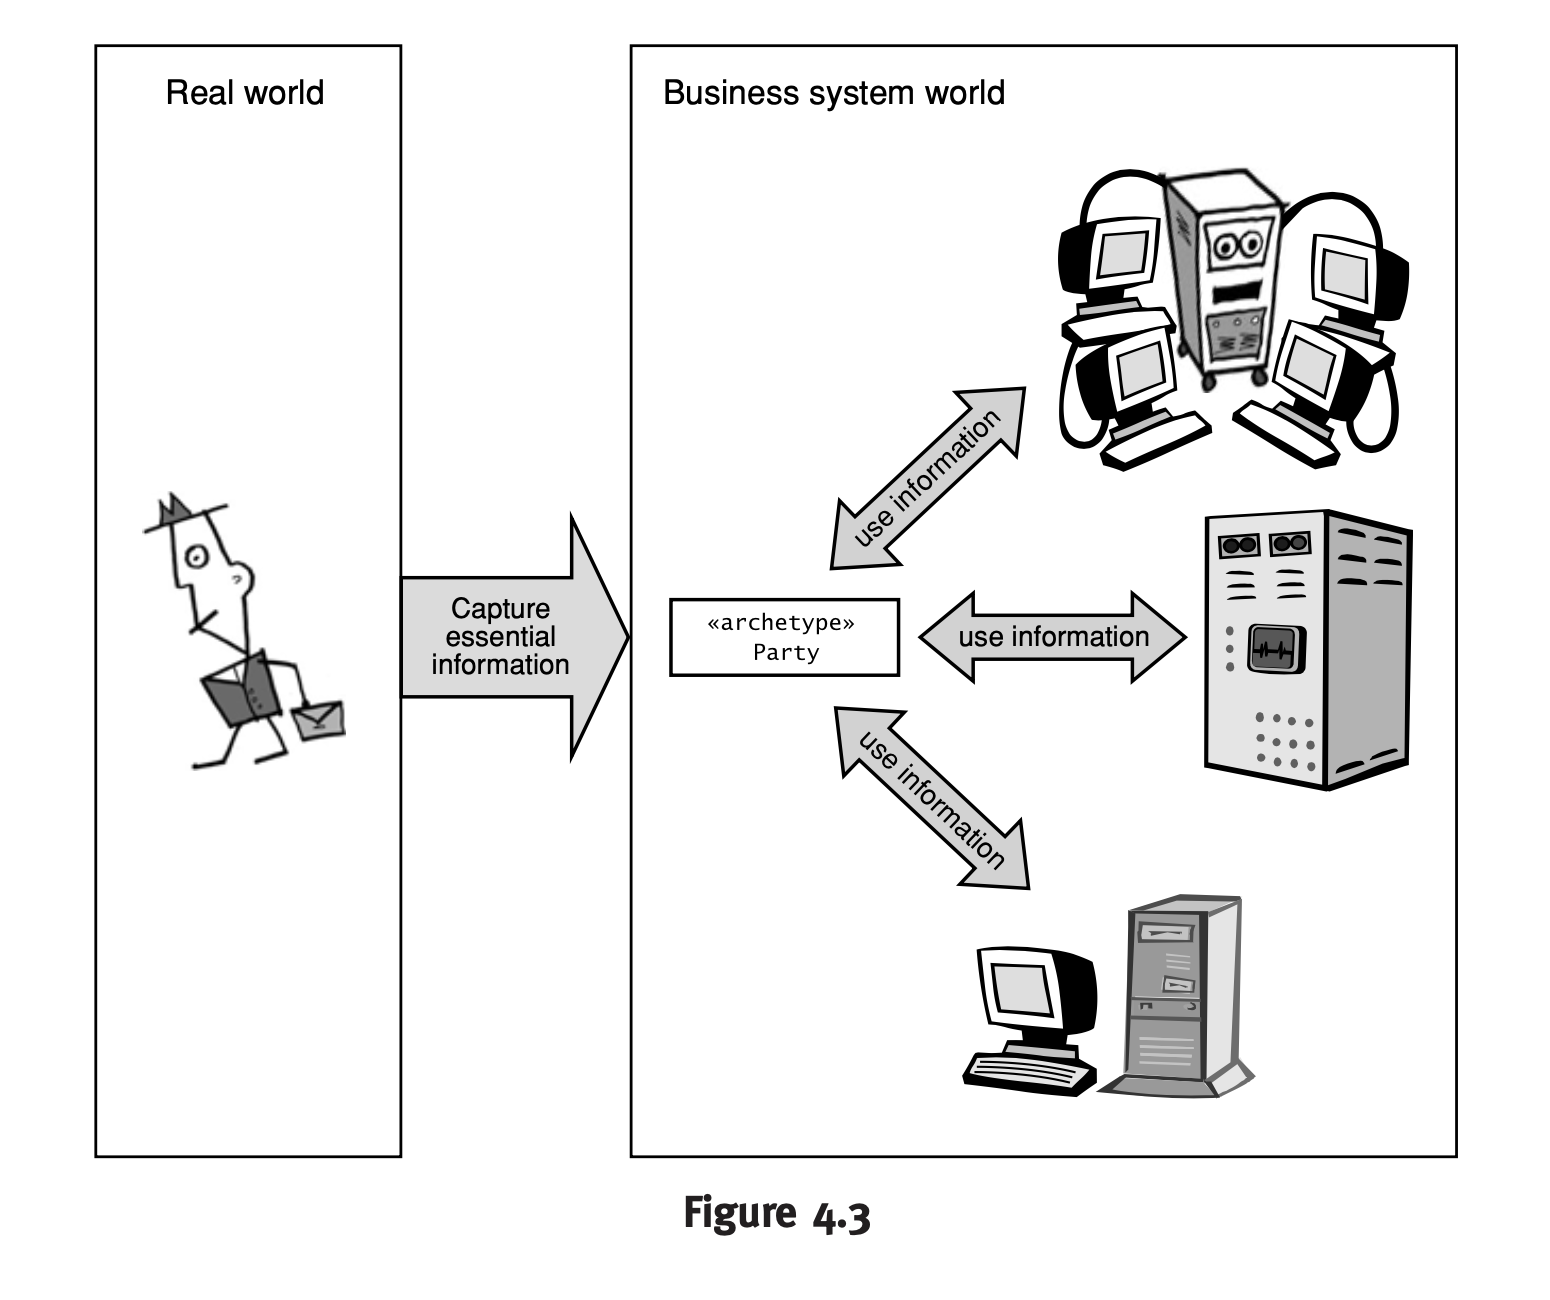 Real world
Business system world
use information
Capture
essential
information
«archetype»
Party
use information
use information
Figure 4.3